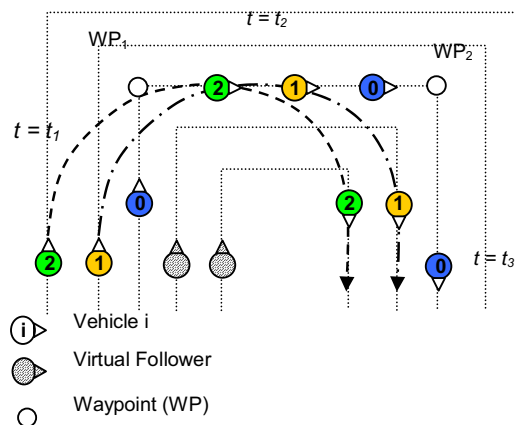 t = t2
WP1
WP2
2 1 0
t = t1
0
2 1
2 1
0
t = t3
i Vehicle i
Virtual Follower
Waypoint (WP)